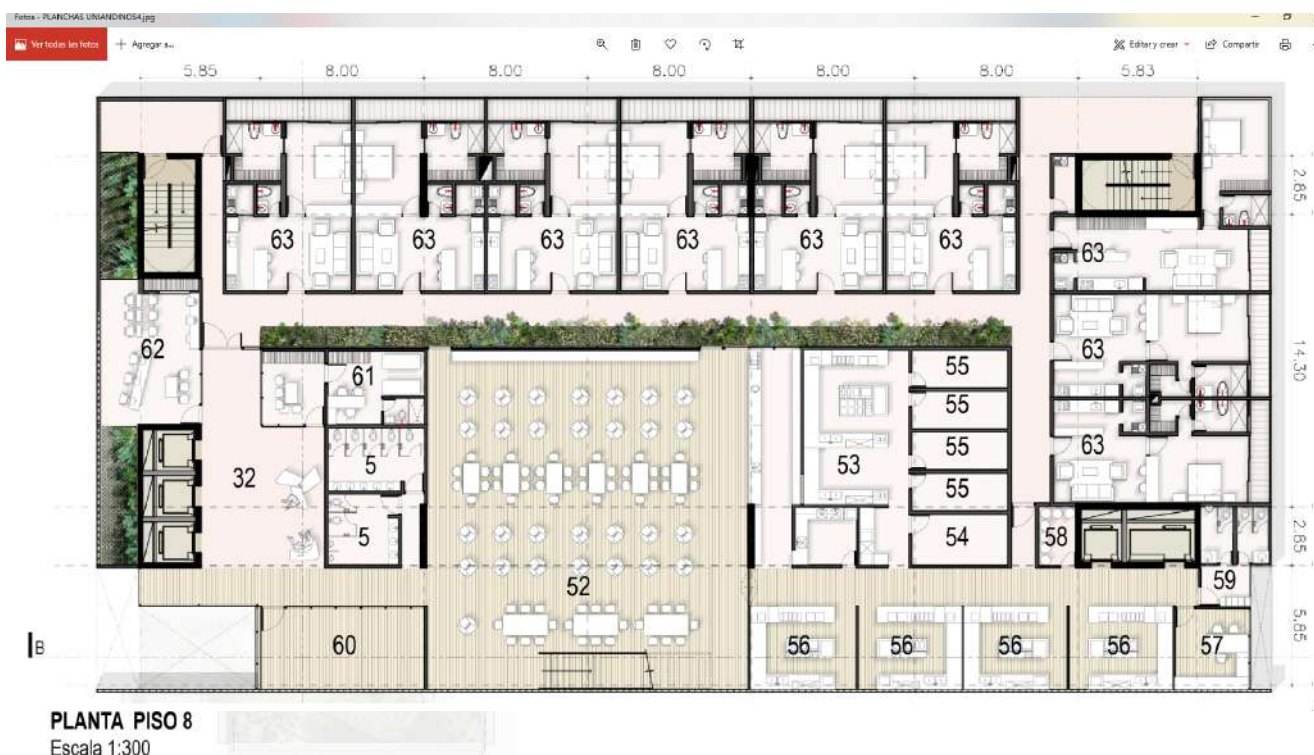 Fotos - PLANCHAS UNIANDINOS4.jpg
Ver todas las fotos
Agregar a...
Editar y crear
Compartir
5.85 8.00 8.00 8.00 8.00 8.00 5.83
2.85
63 63 63 63 63 63
63
62
61
55
63
14.30
55
32
5
53
55
63
55
5
54
58
2.85
52
59
60
56 56 56 56 57
5.85
B
PLANTA PISO 8
Escala 1:300